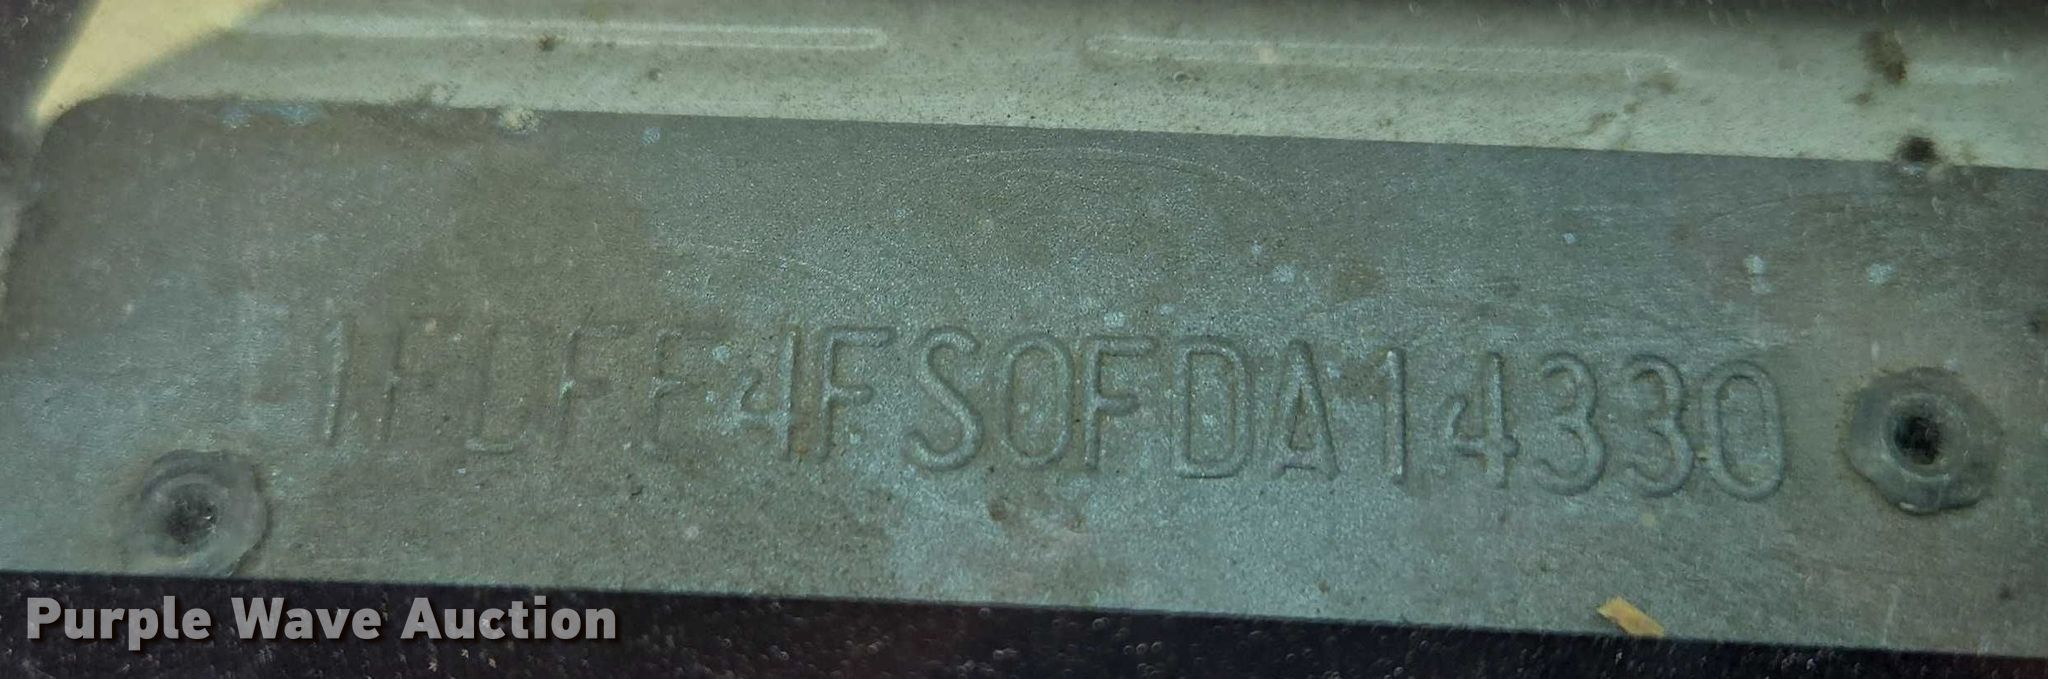 1FDFE4FS0FDA14330
Purple Wave Auction